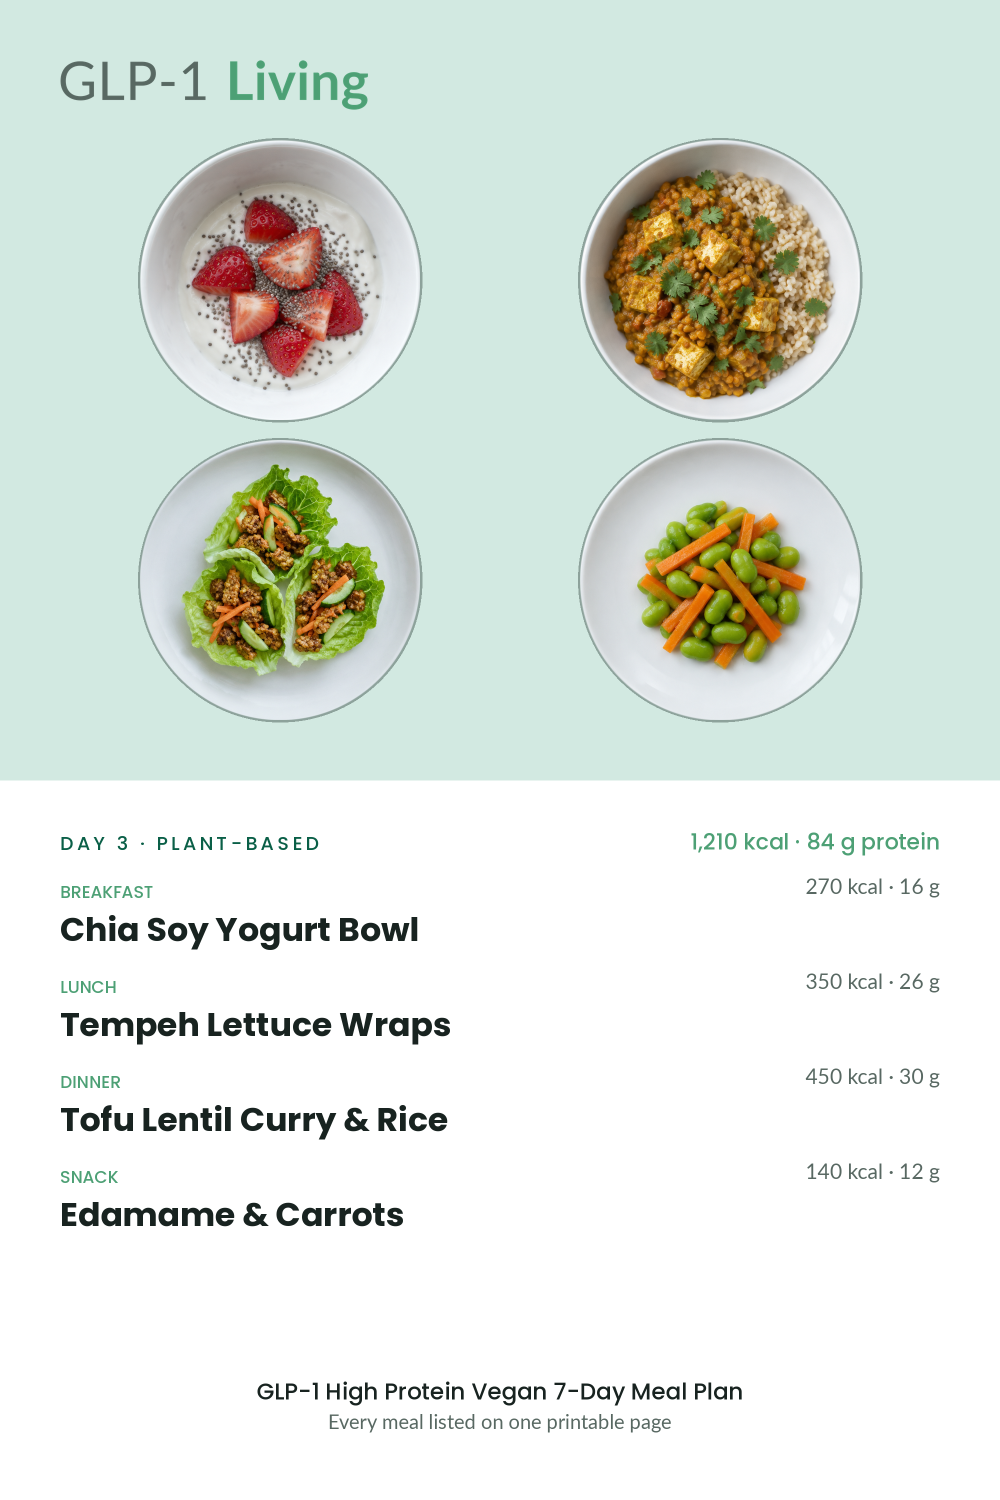 GLP-1 Living
DAY 3 · PLANT-BASED
1,210 kcal · 84 g protein
BREAKFAST
270 kcal · 16 g
Chia Soy Yogurt Bowl
LUNCH
350 kcal · 26 g
Tempeh Lettuce Wraps
DINNER
450 kcal · 30 g
Tofu Lentil Curry & Rice
SNACK
140 kcal · 12 g
Edamame & Carrots
GLP-1 High Protein Vegan 7-Day Meal Plan
Every meal listed on one printable page